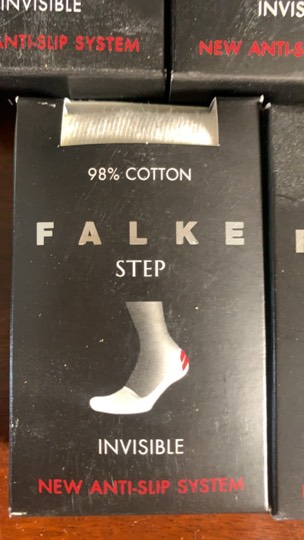 INVISIBLE
ANTI-SLIP SYSTEM
INVIS
NEW ANTI-S
98% COTTON
FALKE
STEP
INVISIBLE
NEW ANTI-SLIP SYSTEM